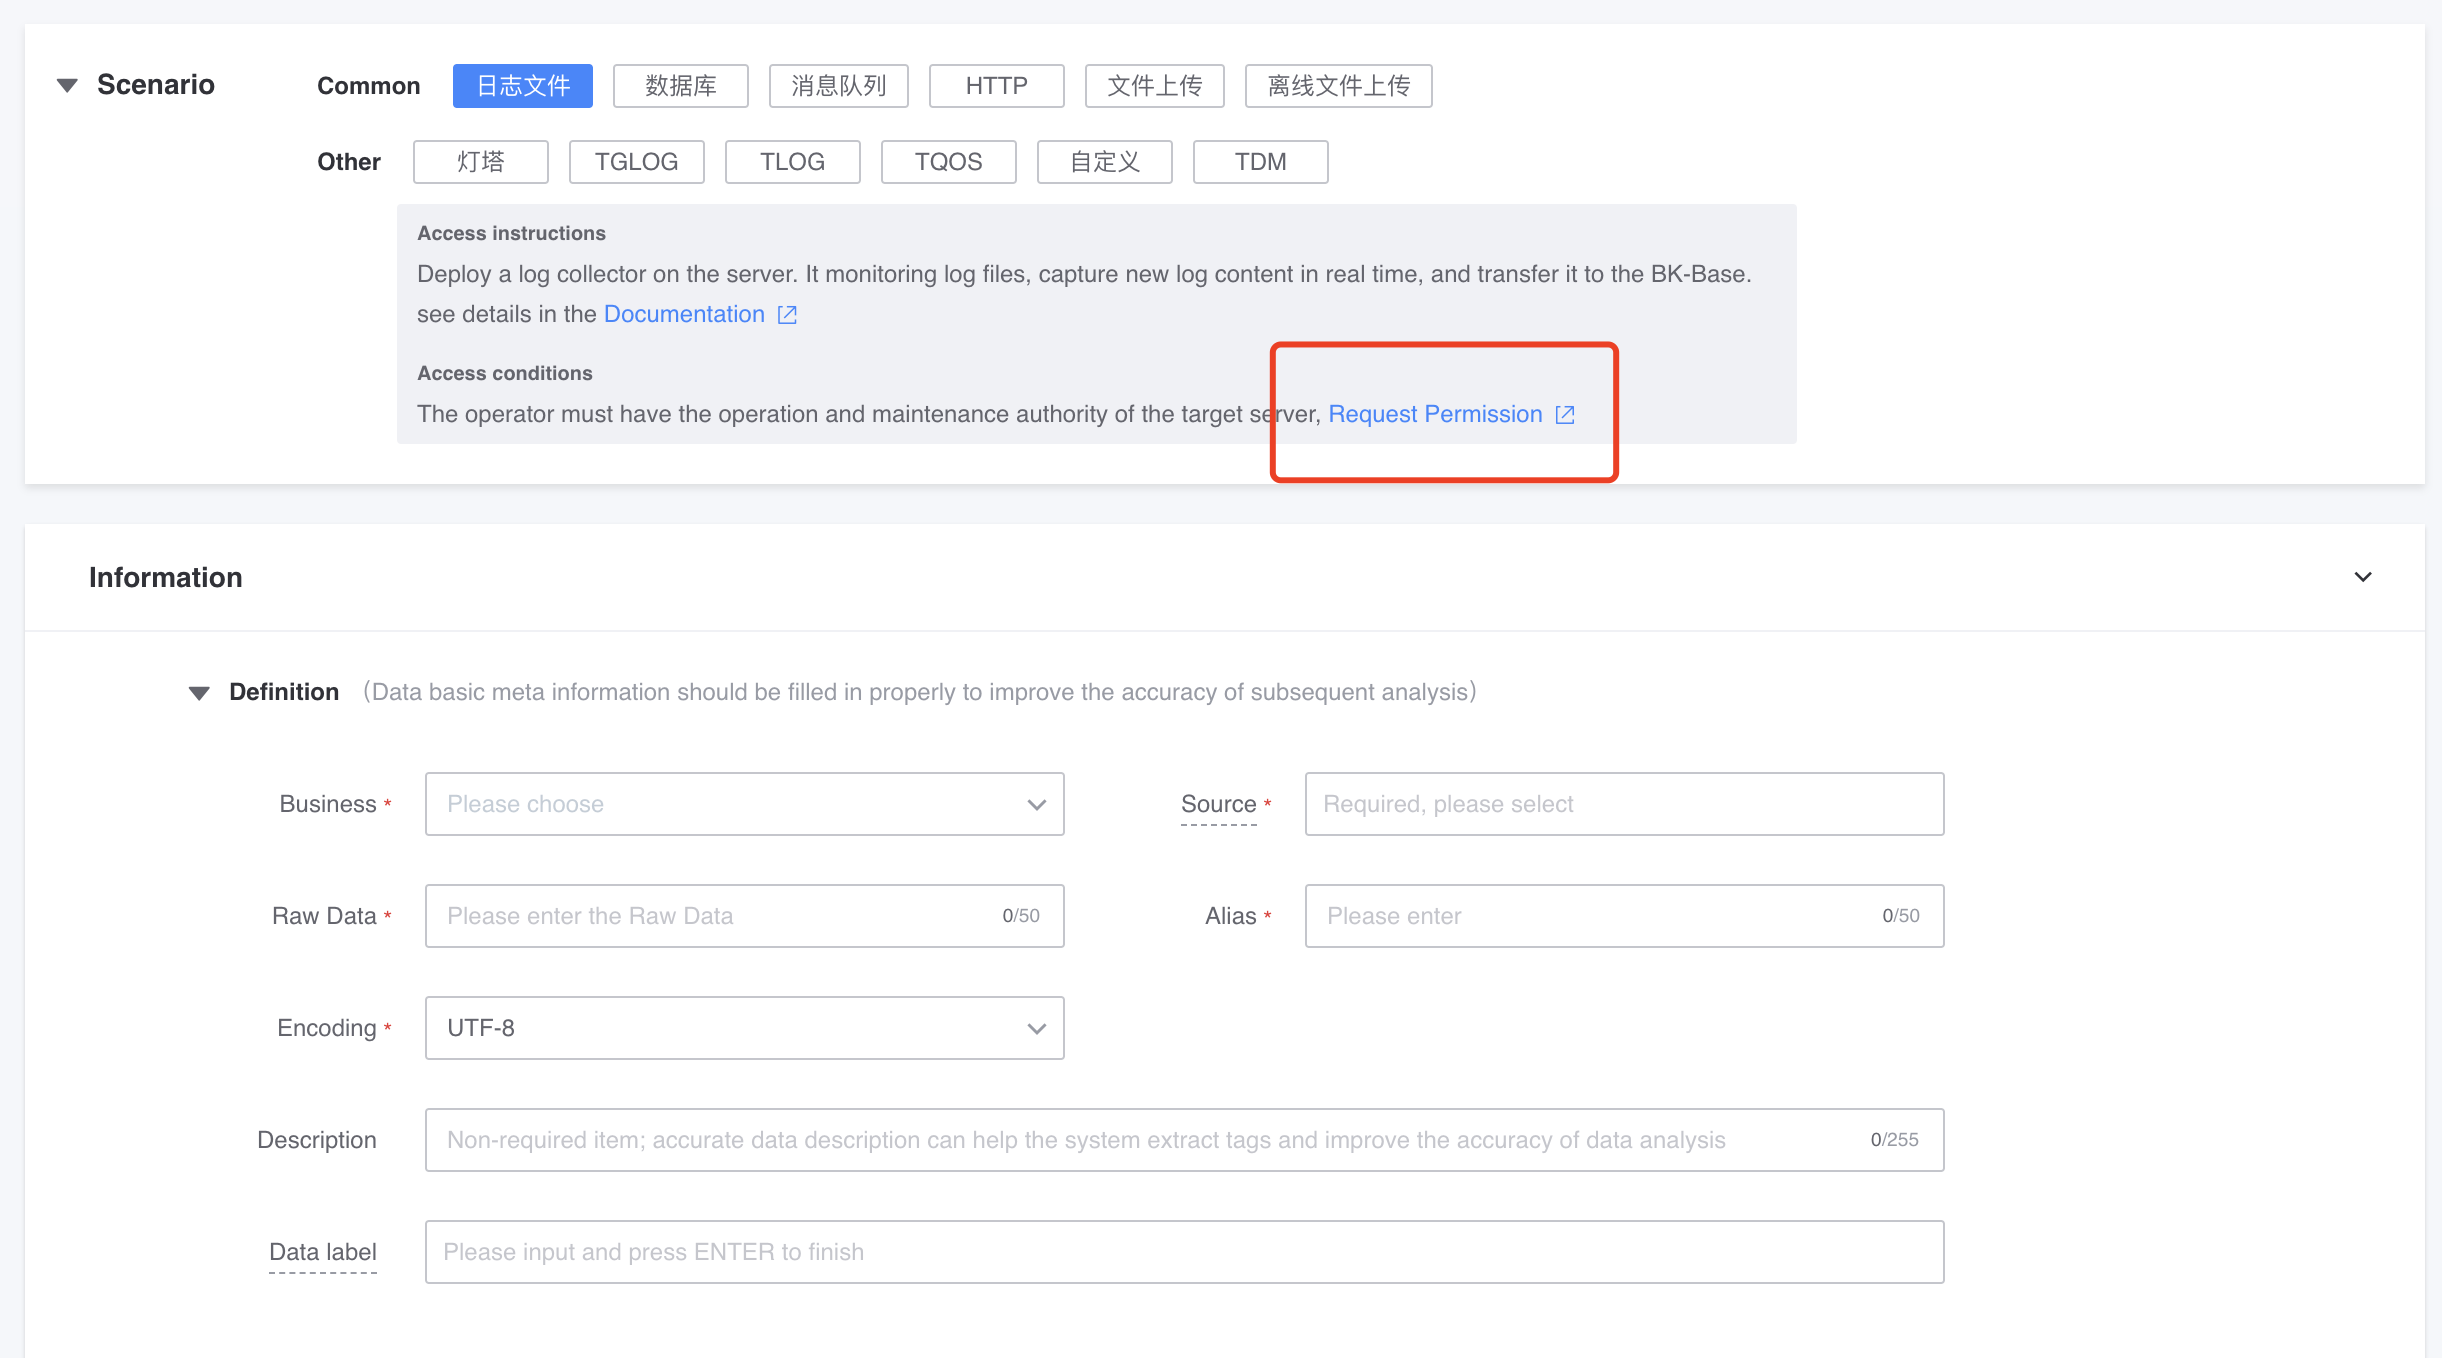 Scenario
Common 日志文件 数据库 消息队列 HTTP 文件上传 离线文件上传
Other 灯塔 TGLOG TLOG TQOS 自定义 TDM
Access instructions
Deploy a log collector on the server. It monitoring log files, capture new log content in real time, and transfer it to the BK-Base.
see details in the Documentation
Access conditions
The operator must have the operation and maintenance authority of the target server, Request Permission
Information
Definition （Data basic meta information should be filled in properly to improve the accuracy of subsequent analysis）
Business * Please choose Source * Required, please select
Raw Data * Please enter the Raw Data 0/50 Alias * Please enter 0/50
Encoding * UTF-8
Description Non-required item; accurate data description can help the system extract tags and improve the accuracy of data analysis 0/255
Data label Please input and press ENTER to finish